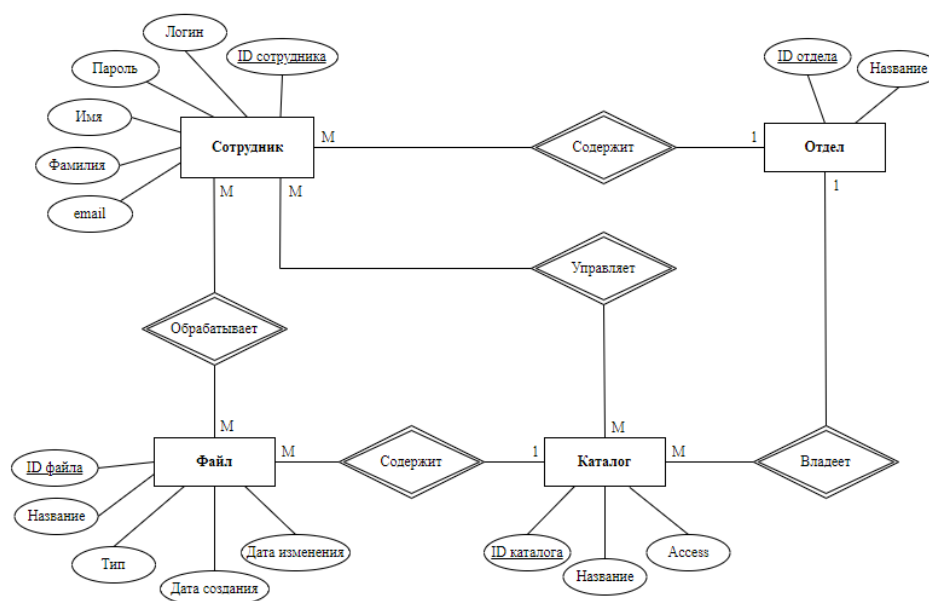 Логин
ID сотрудника
ID отдела
Пароль
Название
Имя
Сотрудник
M
Содержит
1
Отдел
Фамилия
M
M
1
email
Управляет
Обрабатывает
M
M
ID файла
Файл
M
Содержит
1
Каталог
M
Владеет
Название
Тип
Дата изменения
Дата создания
ID каталога
Access
Название